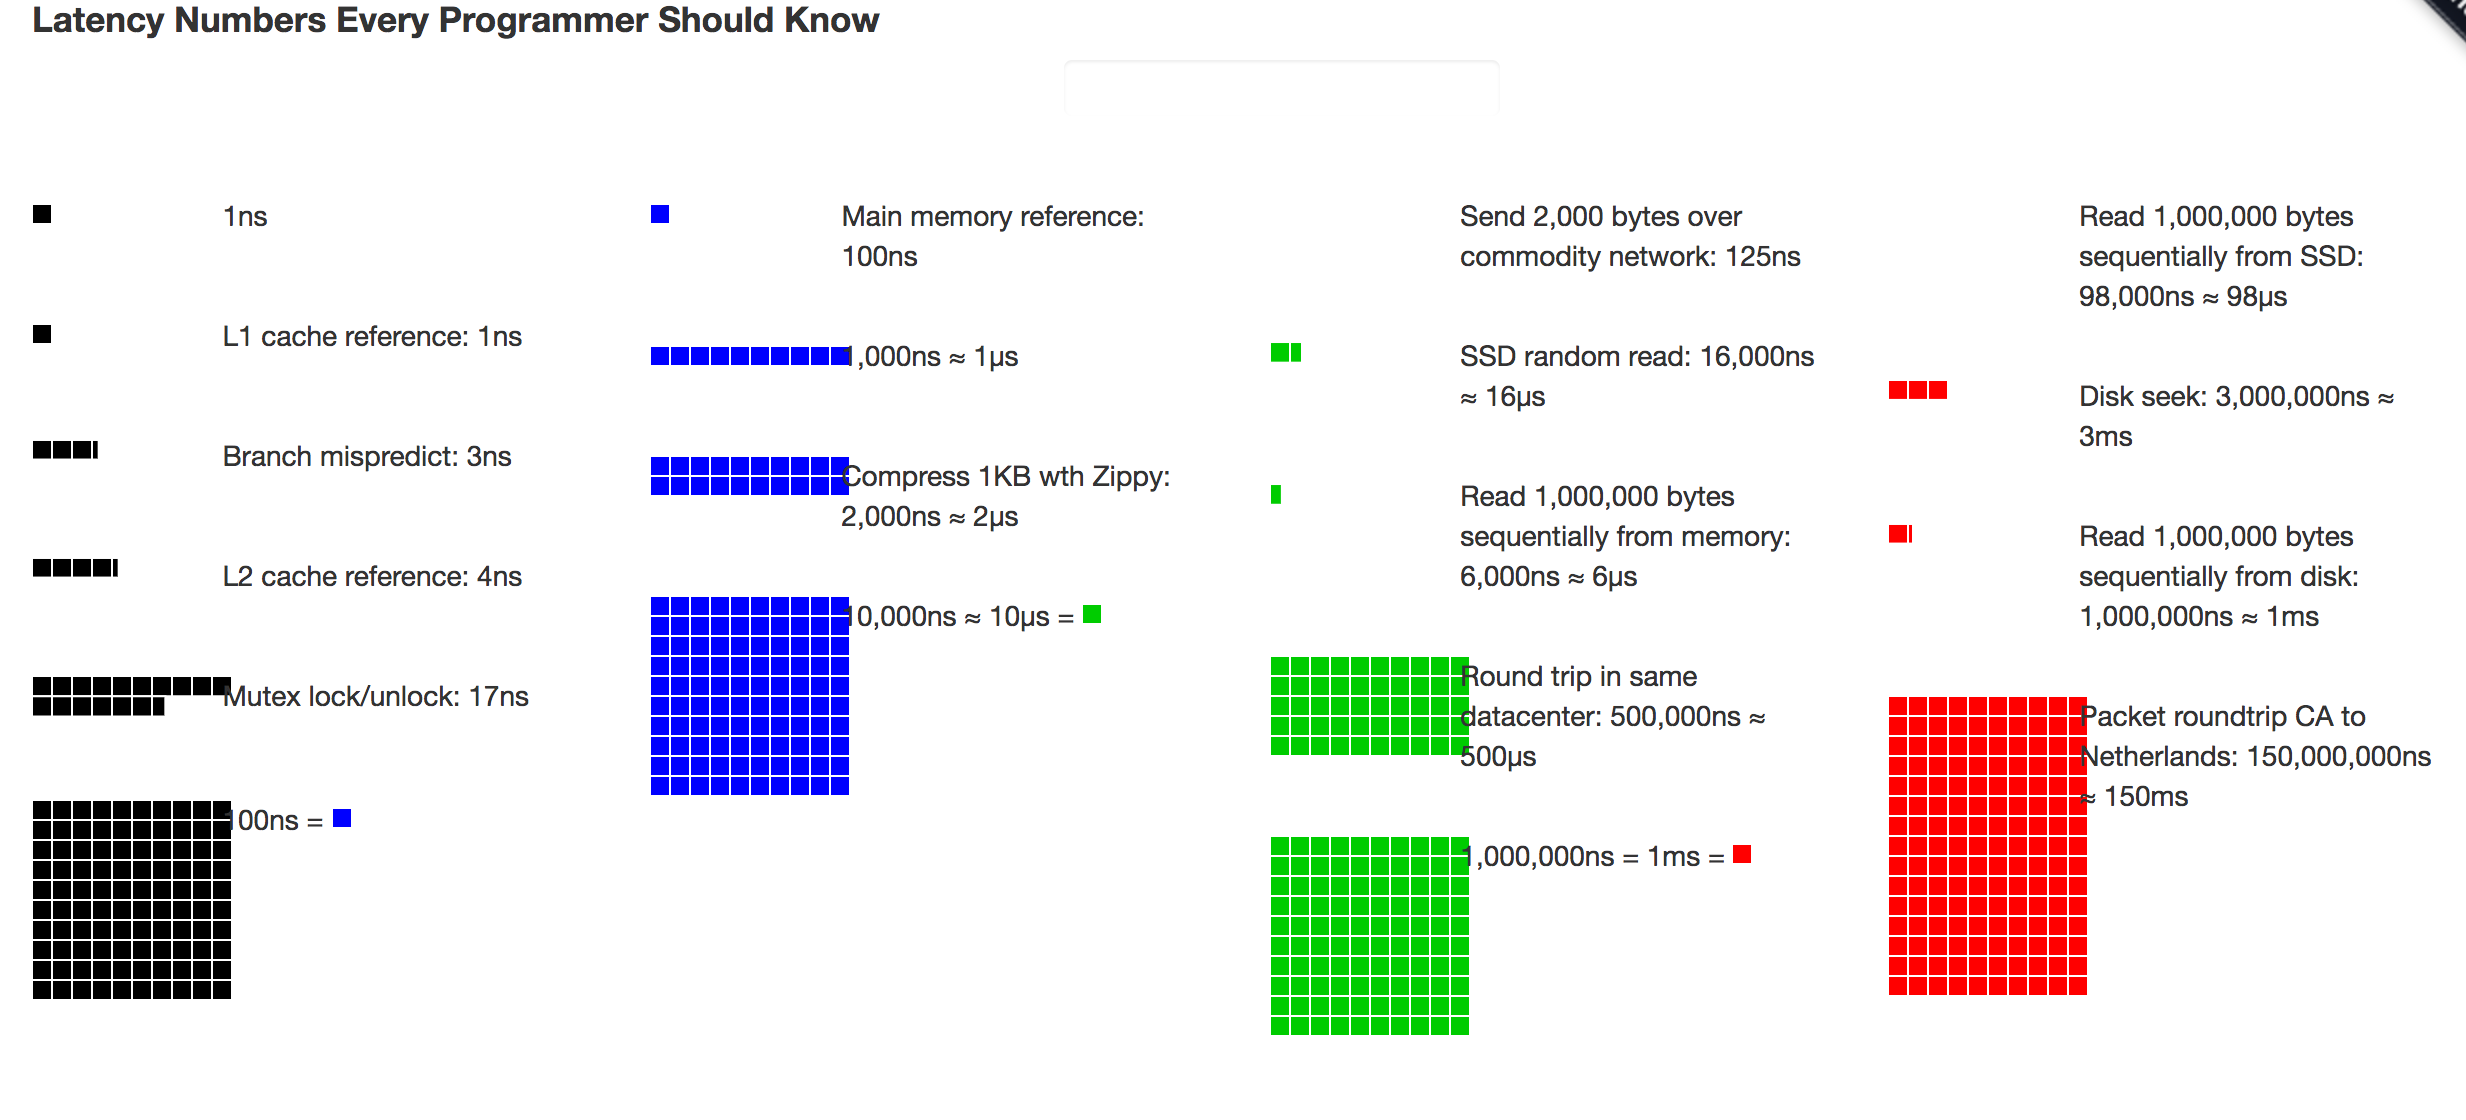 Latency Numbers Every Programmer Should Know
1ns
L1 cache reference: 1ns
Branch mispredict: 3ns
L2 cache reference: 4ns
Mutex lock/unlock: 17ns
100ns =
Main memory reference:
100ns
1,000ns ≈ 1µs
Compress 1KB wth Zippy:
2,000ns ≈ 2µs
10,000ns ≈ 10µs =
Send 2,000 bytes over
commodity network: 125ns
SSD random read: 16,000ns
≈ 16µs
Read 1,000,000 bytes
sequentially from memory:
6,000ns ≈ 6µs
Round trip in same
datacenter: 500,000ns ≈
500µs
1,000,000ns = 1ms =
Read 1,000,000 bytes
sequentially from SSD:
98,000ns ≈ 98µs
Disk seek: 3,000,000ns ≈
3ms
Read 1,000,000 bytes
sequentially from disk:
1,000,000ns ≈ 1ms
Packet roundtrip CA to
Netherlands: 150,000,000ns
≈ 150ms